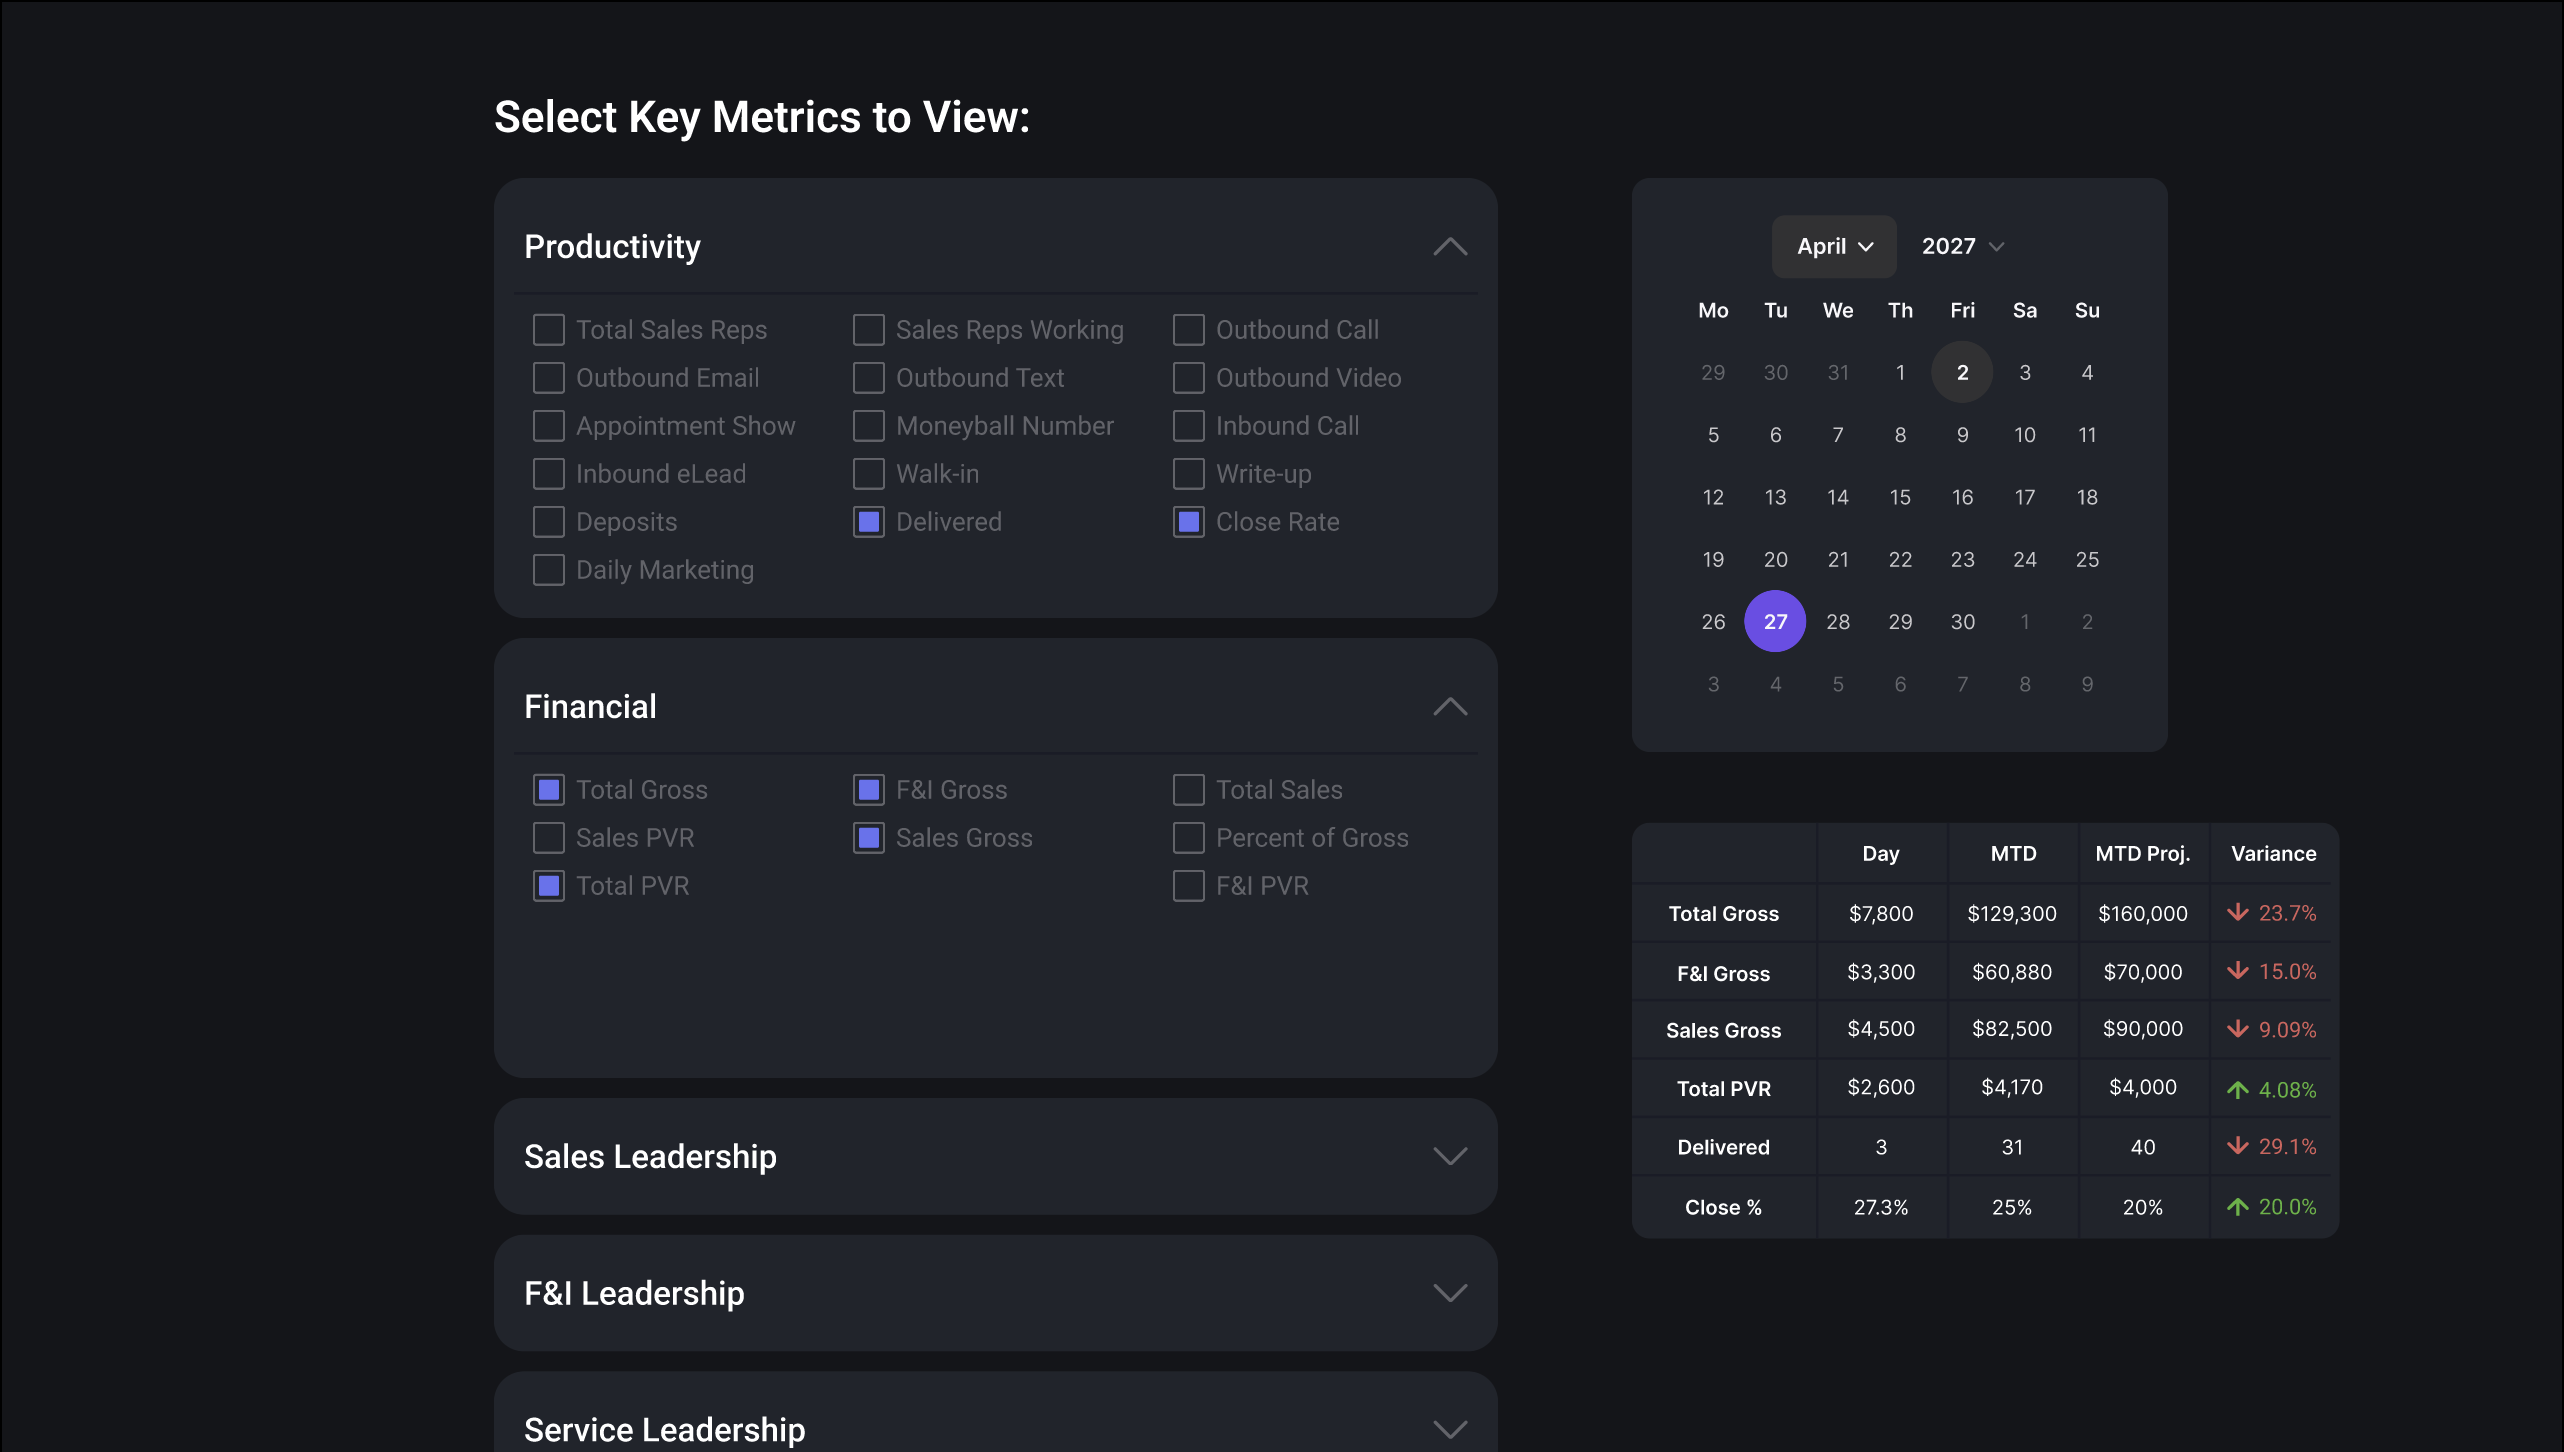 Select Key Metrics to View:
Productivity
Total Sales Reps Sales Reps Working Outbound Call
Outbound Email Outbound Text Outbound Video
Appointment Show Moneyball Number Inbound Call
Inbound eLead Walk-in Write-up
Deposits Delivered Close Rate
Daily Marketing
Financial
Total Gross F&I Gross Total Sales
Sales PVR Sales Gross Percent of Gross
Total PVR F&I PVR
Sales Leadership
F&I Leadership
Service Leadership
April 2027
Mo Tu We Th Fri Sa Su
29 30 31 1 2 3 4
5 6 7 8 9 10 11
12 13 14 15 16 17 18
19 20 21 22 23 24 25
26 27 28 29 30 1 2
3 4 5 6 7 8 9
Day MTD MTD Proj. Variance
Total Gross $7,800 $129,300 $160,000 23.7%
F&I Gross $3,300 $60,880 $70,000 15.0%
Sales Gross $4,500 $82,500 $90,000 9.09%
Total PVR $2,600 $4,170 $4,000 4.08%
Delivered 3 31 40 29.1%
Close % 27.3% 25% 20% 20.0%